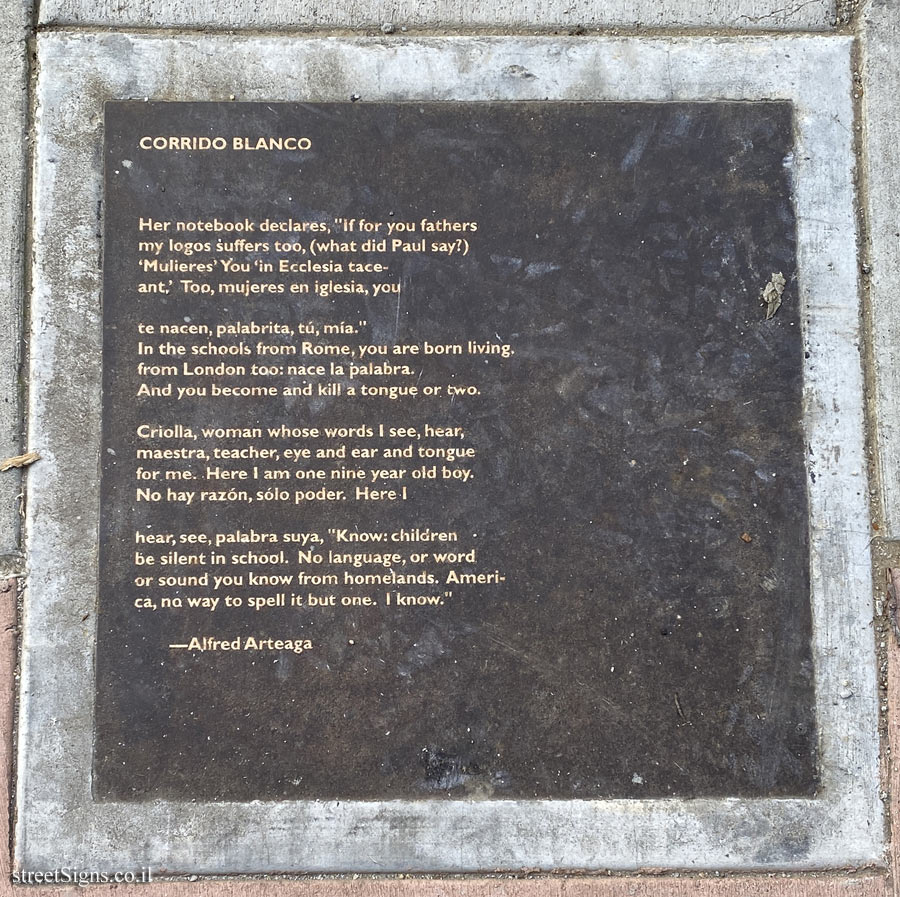 CORRIDO BLANCO
Her notebook declares, "If for you fathers
my logos suffers too, (what did Paul say?)
‘Mulieres’ You ‘in Ecclesia tace-
ant,’ Too, mujeres en iglesia, you
te nacen, palabrita, tú, mía."
In the schools from Rome, you are born living.
from London too: nace la palabra.
And you become and kill a tongue or two.
Criolla, woman whose words I see, hear,
maestra, teacher, eye and ear and tongue
for me. Here I am one nine year old boy.
No hay razón, sólo poder. Here I
hear, see, palabra suya, "Know: children
be silent in school. No language, or word
or sound you know from homelands. Ameri-
ca, no way to spell it but one. I know."
—Alfred Arteaga
streetSigns.co.il